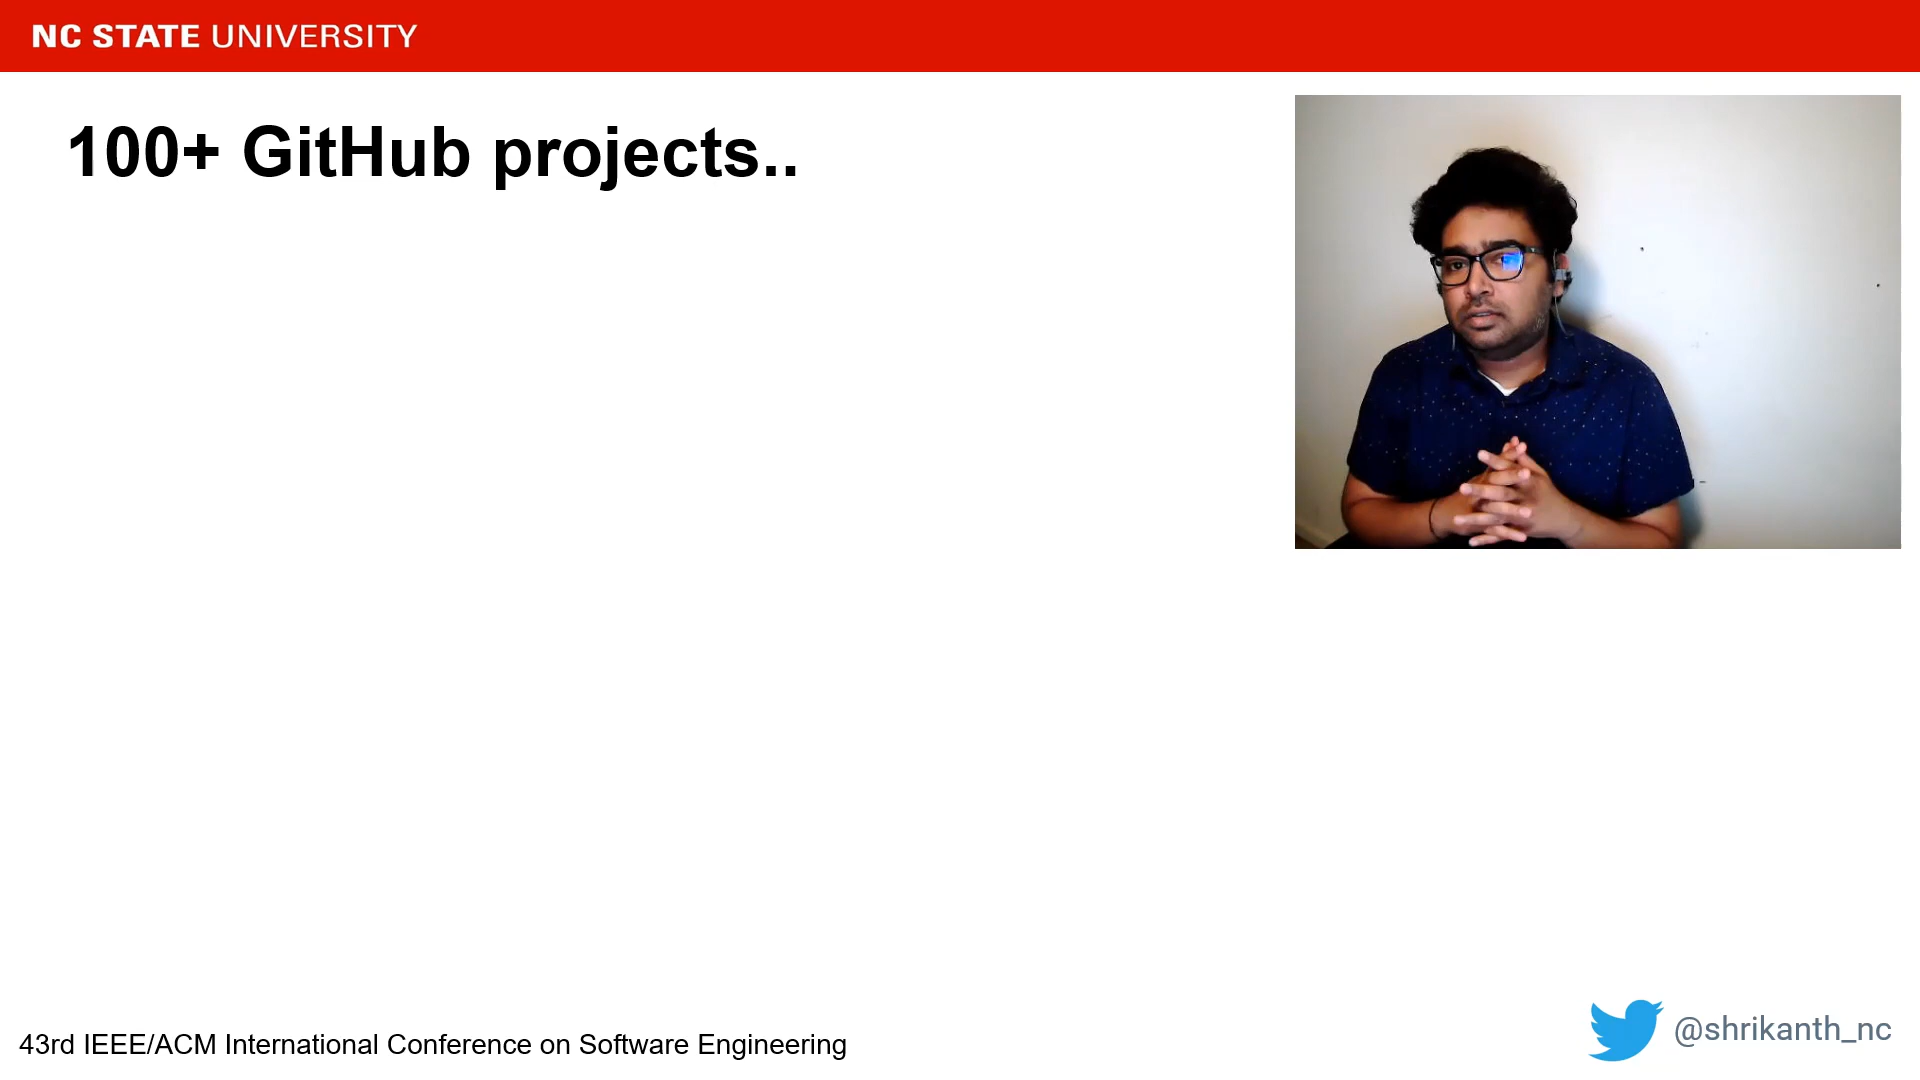 NC STATE UNIVERSITY
100+ GitHub projects..
43rd IEEE/ACM International Conference on Software Engineering
@shrikanth_nc